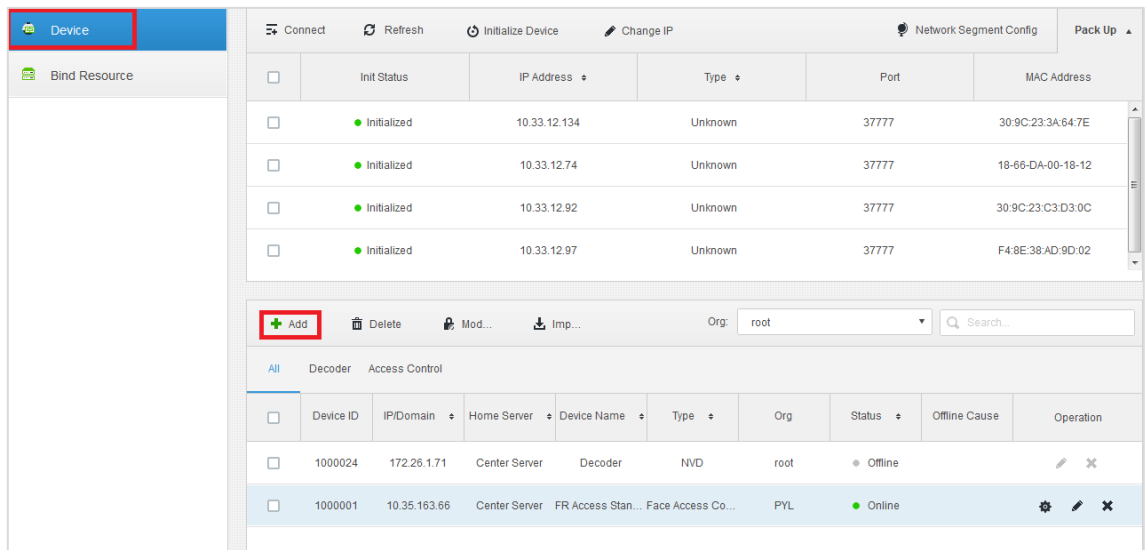 Device
Bind Resource
Connect Refresh Initialize Device Change IP Network Segment Config Pack Up
Init Status IP Address Type Port MAC Address
Initialized 10.33.12.134 Unknown 37777 30:9C:23:3A:64:7E
Initialized 10.33.12.74 Unknown 37777 18-66-DA-00-18-12
Initialized 10.33.12.92 Unknown 37777 30:9C:23:C3:D3:0C
Initialized 10.33.12.97 Unknown 37777 F4:8E:38:AD:9D:02
Add Delete Mod... Imp... Org: root Search...
All Decoder Access Control
Device ID IP/Domain Home Server Device Name Type Org Status Offline Cause Operation
1000024 172.26.1.71 Center Server Decoder NVD root Offline
1000001 10.35.163.66 Center Server FR Access Stan... Face Access Co... PYL Online